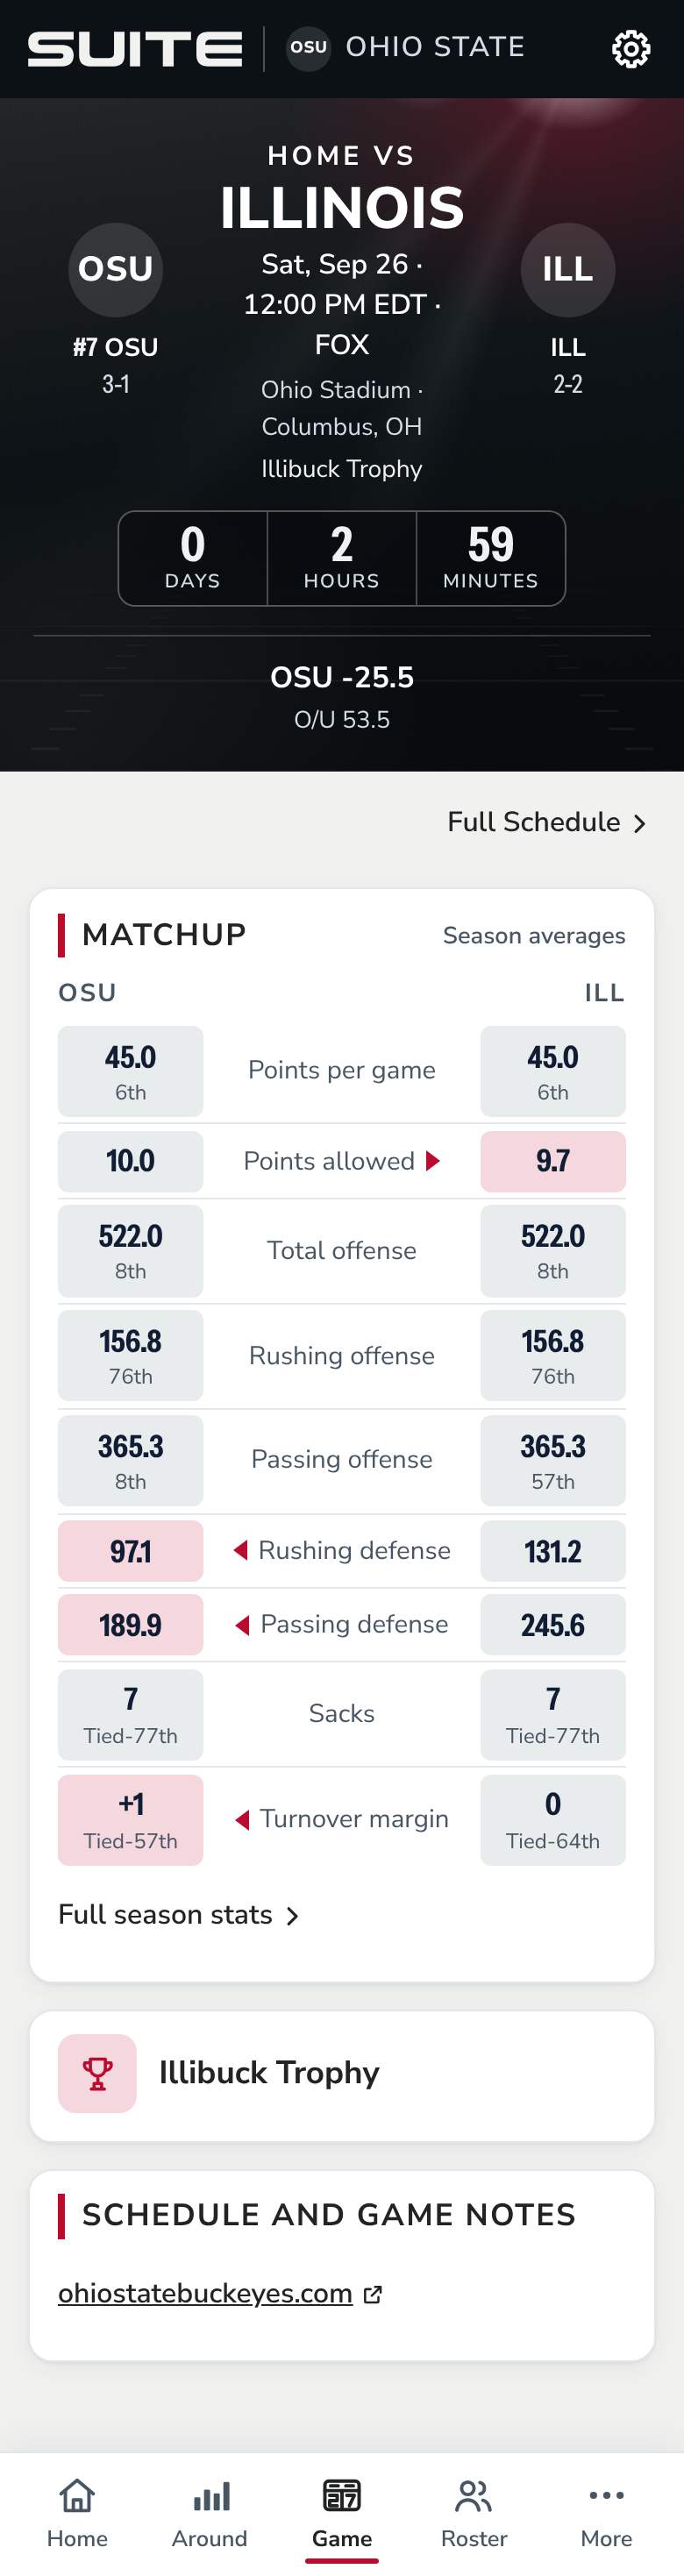 SUITE
OSU OHIO STATE
HOME VS
ILLINOIS
OSU
Sat, Sep 26 ·
12:00 PM EDT ·
FOX
ILL
#7 OSU
3-1
ILL
2-2
Ohio Stadium ·
Columbus, OH
Illibuck Trophy
0 2 59
DAYS HOURS MINUTES
OSU -25.5
O/U 53.5
Full Schedule
MATCHUP Season averages
OSU ILL
45.0 Points per game 45.0
6th 6th
10.0 Points allowed 9.7
522.0 Total offense 522.0
8th 8th
156.8 Rushing offense 156.8
76th 76th
365.3 Passing offense 365.3
8th 57th
97.1 Rushing defense 131.2
189.9 Passing defense 245.6
7 Sacks 7
Tied-77th Tied-77th
+1 Turnover margin 0
Tied-57th Tied-64th
Full season stats
Illibuck Trophy
SCHEDULE AND GAME NOTES
ohiostatebuckeyes.com
27
Home Around Game Roster More